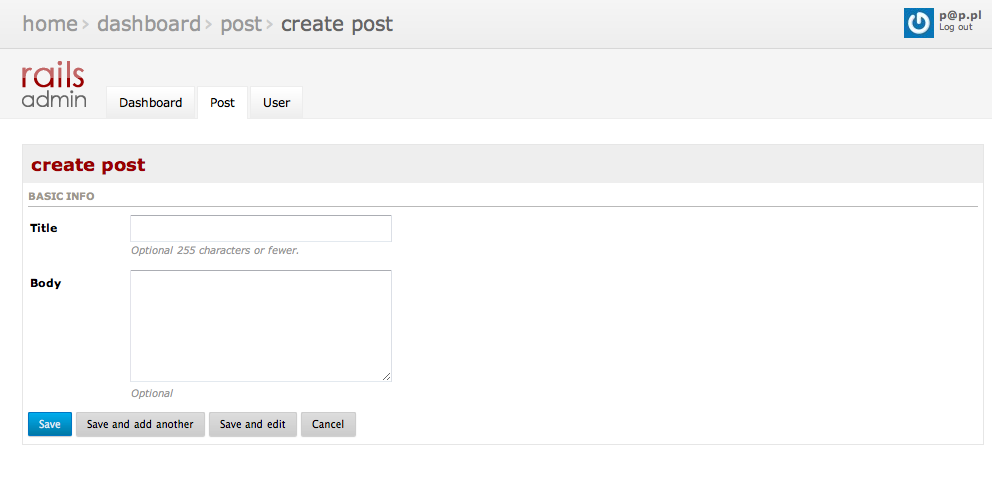 home › dashboard › post › create post
p@p.pl
Log out
rails
admin
Dashboard Post User
create post
BASIC INFO
Title
Optional 255 characters or fewer.
Body
Optional
Save Save and add another Save and edit Cancel